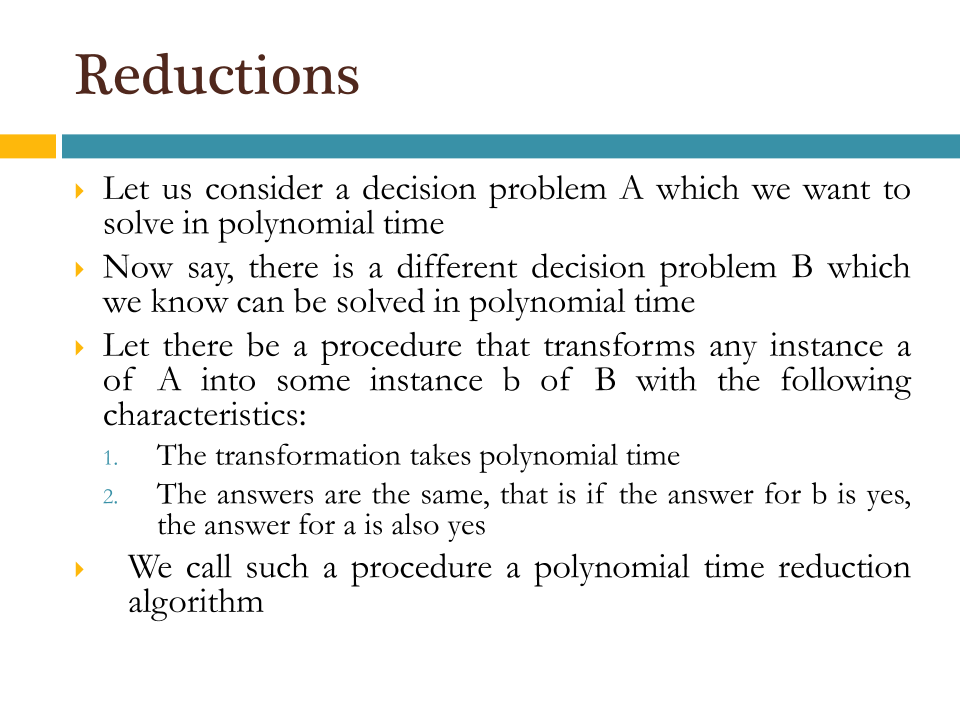 Reductions
Let us consider a decision problem A which we want to
solve in polynomial time
Now say, there is a different decision problem B which
we know can be solved in polynomial time
Let there be a procedure that transforms any instance a
of A into some instance b of B with the following
characteristics:
1. The transformation takes polynomial time
2. The answers are the same, that is if the answer for b is yes,
the answer for a is also yes
We call such a procedure a polynomial time reduction
algorithm